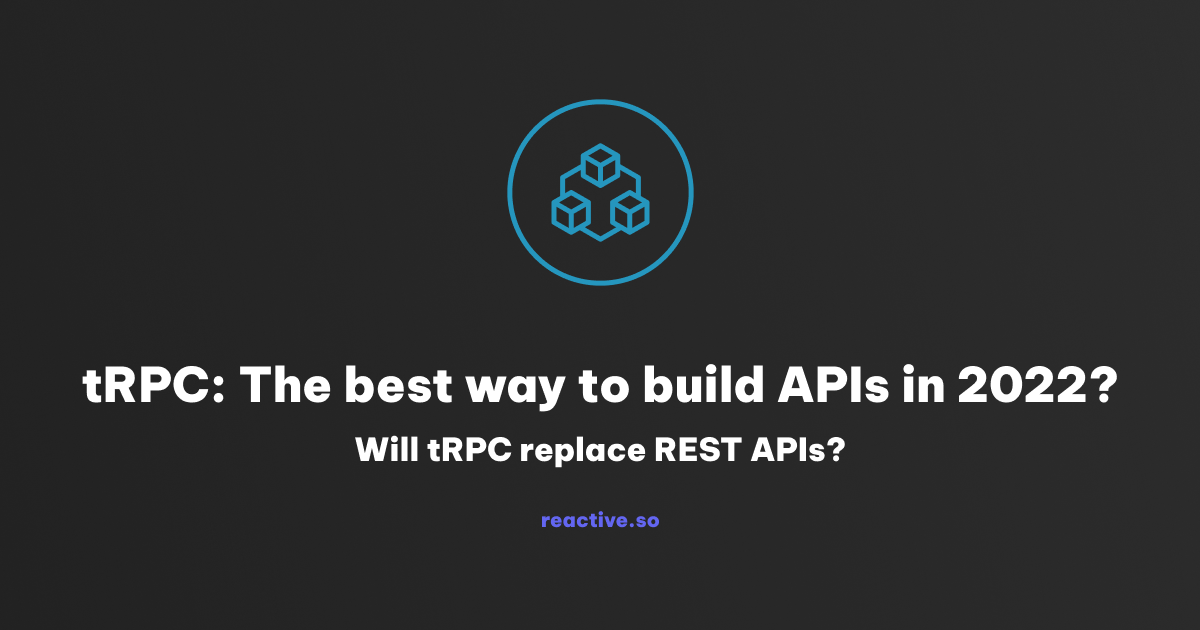 tRPC: The best way to build APIs in 2022?
Will tRPC replace REST APIs?
reactive.so